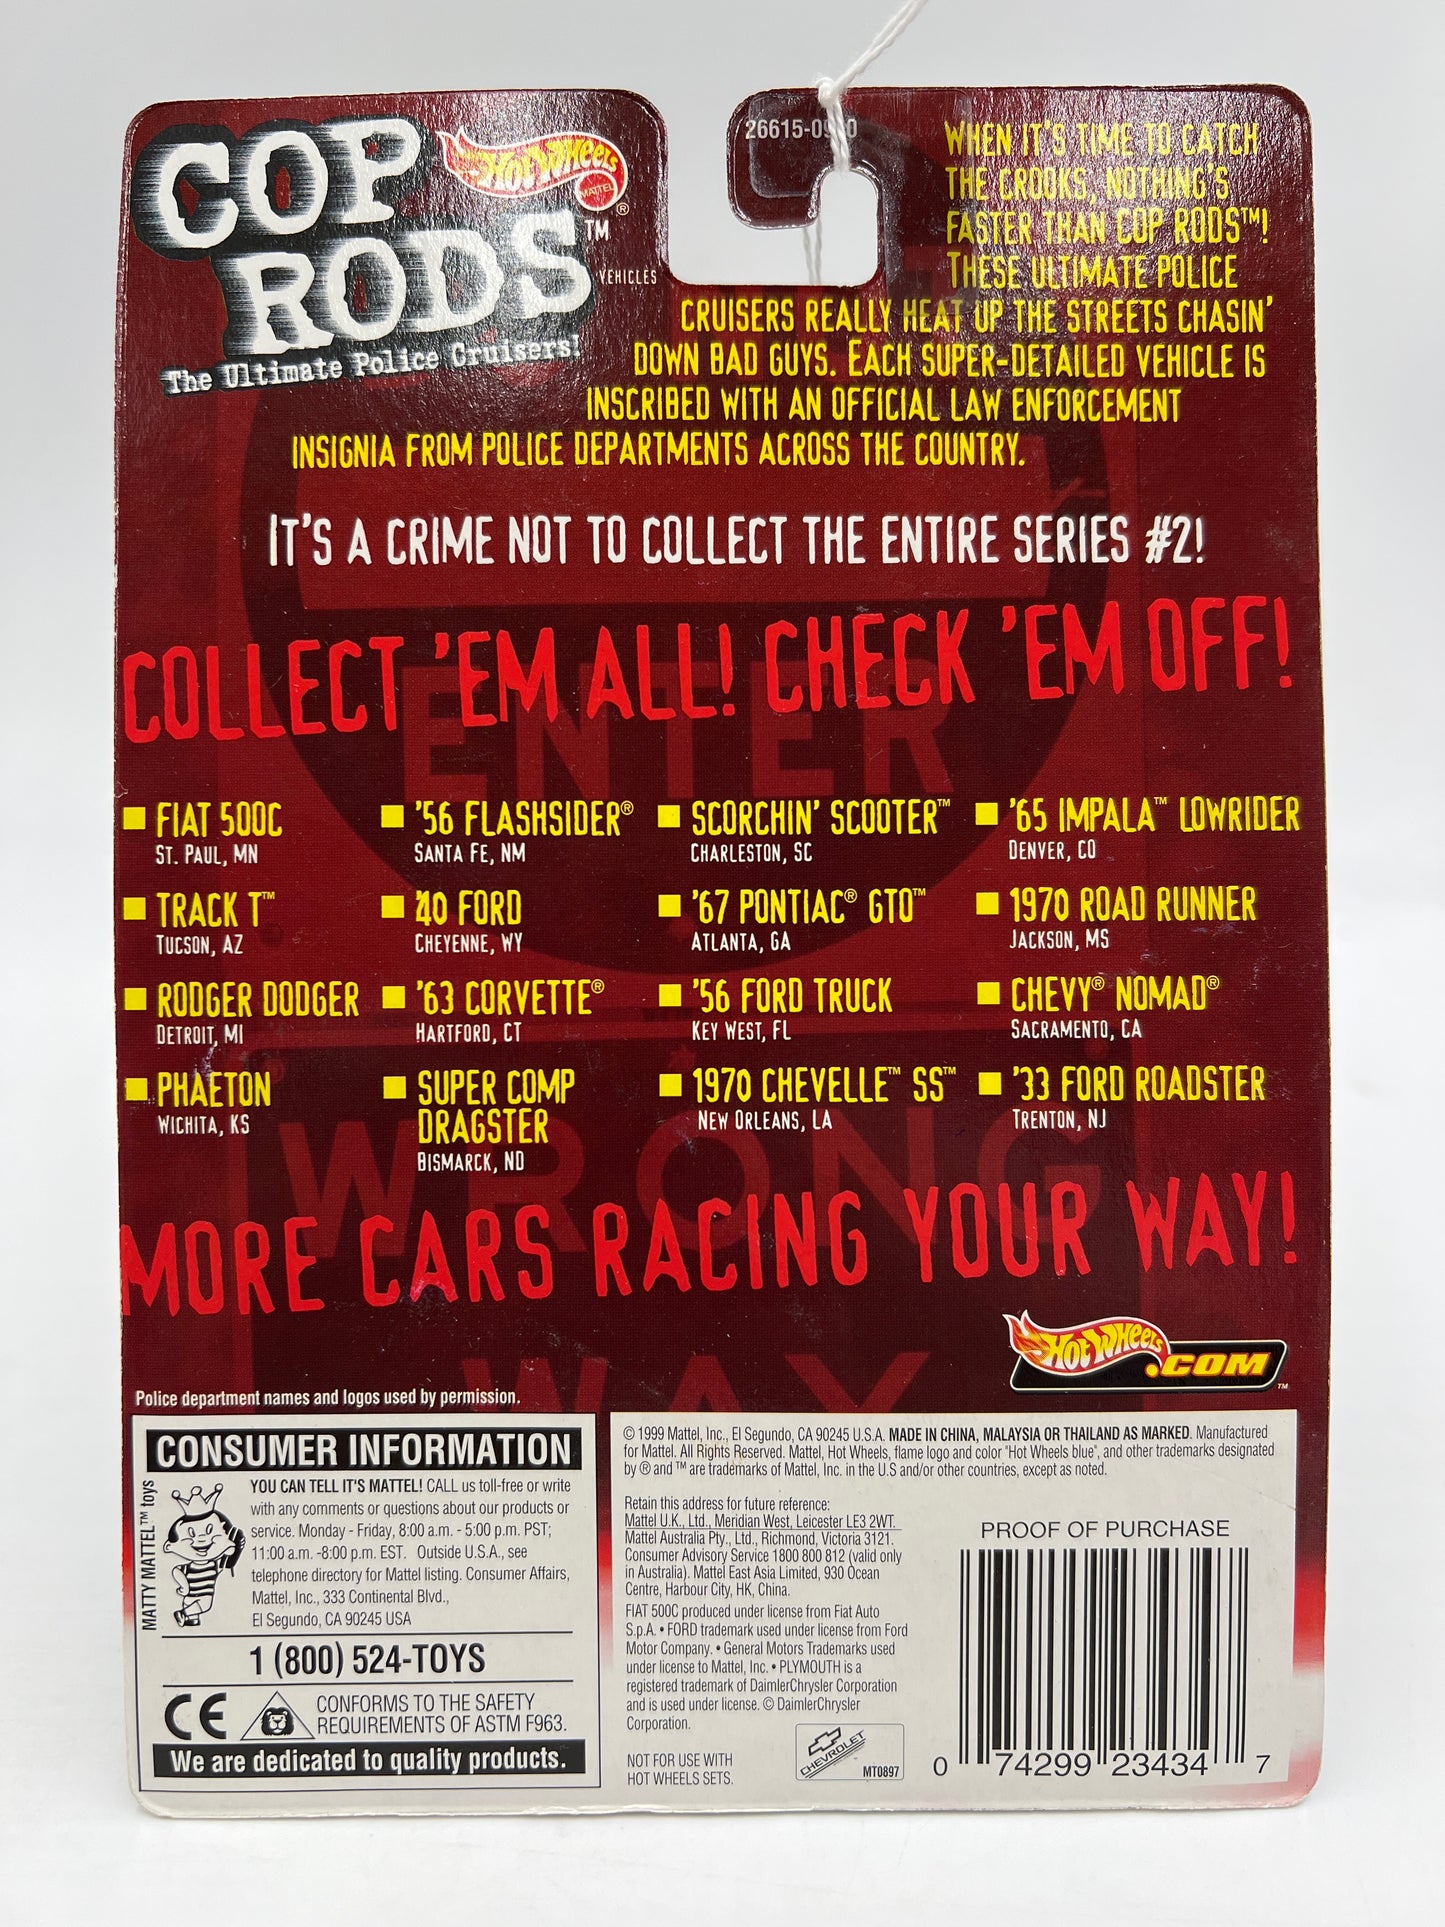 COP
RODS™
VEHICLES
The Ultimate Police Cruisers!
Hot Wheels
MATTEL
®
WHEN IT'S TIME TO CATCH
THE CROOKS, NOTHING'S
FASTER THAN COP RODS™!
THESE ULTIMATE POLICE
CRUISERS REALLY HEAT UP THE STREETS CHASIN'
DOWN BAD GUYS. EACH SUPER-DETAILED VEHICLE IS
INSCRIBED WITH AN OFFICIAL LAW ENFORCEMENT
INSIGNIA FROM POLICE DEPARTMENTS ACROSS THE COUNTRY.
IT'S A CRIME NOT TO COLLECT THE ENTIRE SERIES #2!
COLLECT 'EM ALL! CHECK 'EM OFF!
ENTER
FIAT 500C
ST. PAUL, MN
'56 FLASHSIDER®
SANTA FE, NM
SCORCHIN' SCOOTER™
CHARLESTON, SC
'65 IMPALA™ LOWRIDER
DENVER, CO
TRACK T™
TUCSON, AZ
'40 FORD
CHEYENNE, WY
'67 PONTIAC® GTO™
ATLANTA, GA
1970 ROAD RUNNER
JACKSON, MS
RODGER DODGER
DETROIT, MI
'63 CORVETTE®
HARTFORD, CT
'56 FORD TRUCK
KEY WEST, FL
CHEVY® NOMAD®
SACRAMENTO, CA
PHAETON
WICHITA, KS
SUPER COMP
DRAGSTER
BISMARCK, ND
1970 CHEVELLE™ SS™
NEW ORLEANS, LA
'33 FORD ROADSTER
TRENTON, NJ
WRONG
MORE CARS RACING YOUR WAY!
WAY
Hot Wheels
.COM™
Police department names and logos used by permission.
CONSUMER INFORMATION
MATTY MATTEL™ toys
YOU CAN TELL IT'S MATTEL! CALL us toll-free or write
with any comments or questions about our products or
service. Monday - Friday, 8:00 a.m. - 5:00 p.m. PST;
11:00 a.m. -8:00 p.m. EST. Outside U.S.A., see
telephone directory for Mattel listing. Consumer Affairs,
Mattel, Inc., 333 Continental Blvd.,
El Segundo, CA 90245 USA
1 (800) 524-TOYS
CE
CONFORMS TO THE SAFETY
REQUIREMENTS OF ASTM F963.
We are dedicated to quality products.
© 1999 Mattel, Inc., El Segundo, CA 90245 U.S.A. MADE IN CHINA, MALAYSIA OR THAILAND AS MARKED. Manufactured
for Mattel. All Rights Reserved. Mattel, Hot Wheels, flame logo and color "Hot Wheels blue", and other trademarks designated
by ® and ™ are trademarks of Mattel, Inc. in the U.S and/or other countries, except as noted.
Retain this address for future reference:
Mattel U.K., Ltd., Meridian West, Leicester LE3 2WT.
Mattel Australia Pty., Ltd., Richmond, Victoria 3121.
Consumer Advisory Service 1800 800 812 (valid only
in Australia). Mattel East Asia Limited, 930 Ocean
Centre, Harbour City, HK, China.
FIAT 500C produced under license from Fiat Auto
S.p.A. • FORD trademark used under license from Ford
Motor Company. • General Motors Trademarks used
under license to Mattel, Inc. • PLYMOUTH is a
registered trademark of DaimlerChrysler Corporation
and is used under license. © DaimlerChrysler
Corporation.
NOT FOR USE WITH
HOT WHEELS SETS.
CHEVROLET
MT0897
PROOF OF PURCHASE
0 74299 23434 7